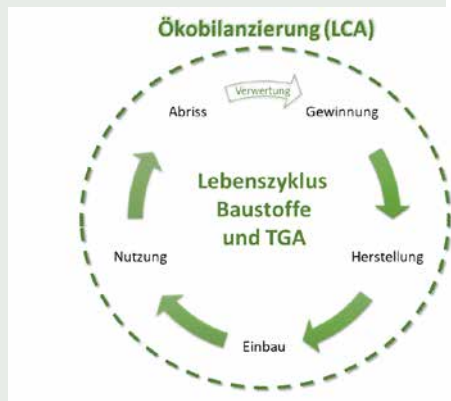 Ökobilanzierung (LCA)
Verwertung
Abriss
Gewinnung
Lebenszyklus
Baustoffe
und TGA
Nutzung
Herstellung
Einbau